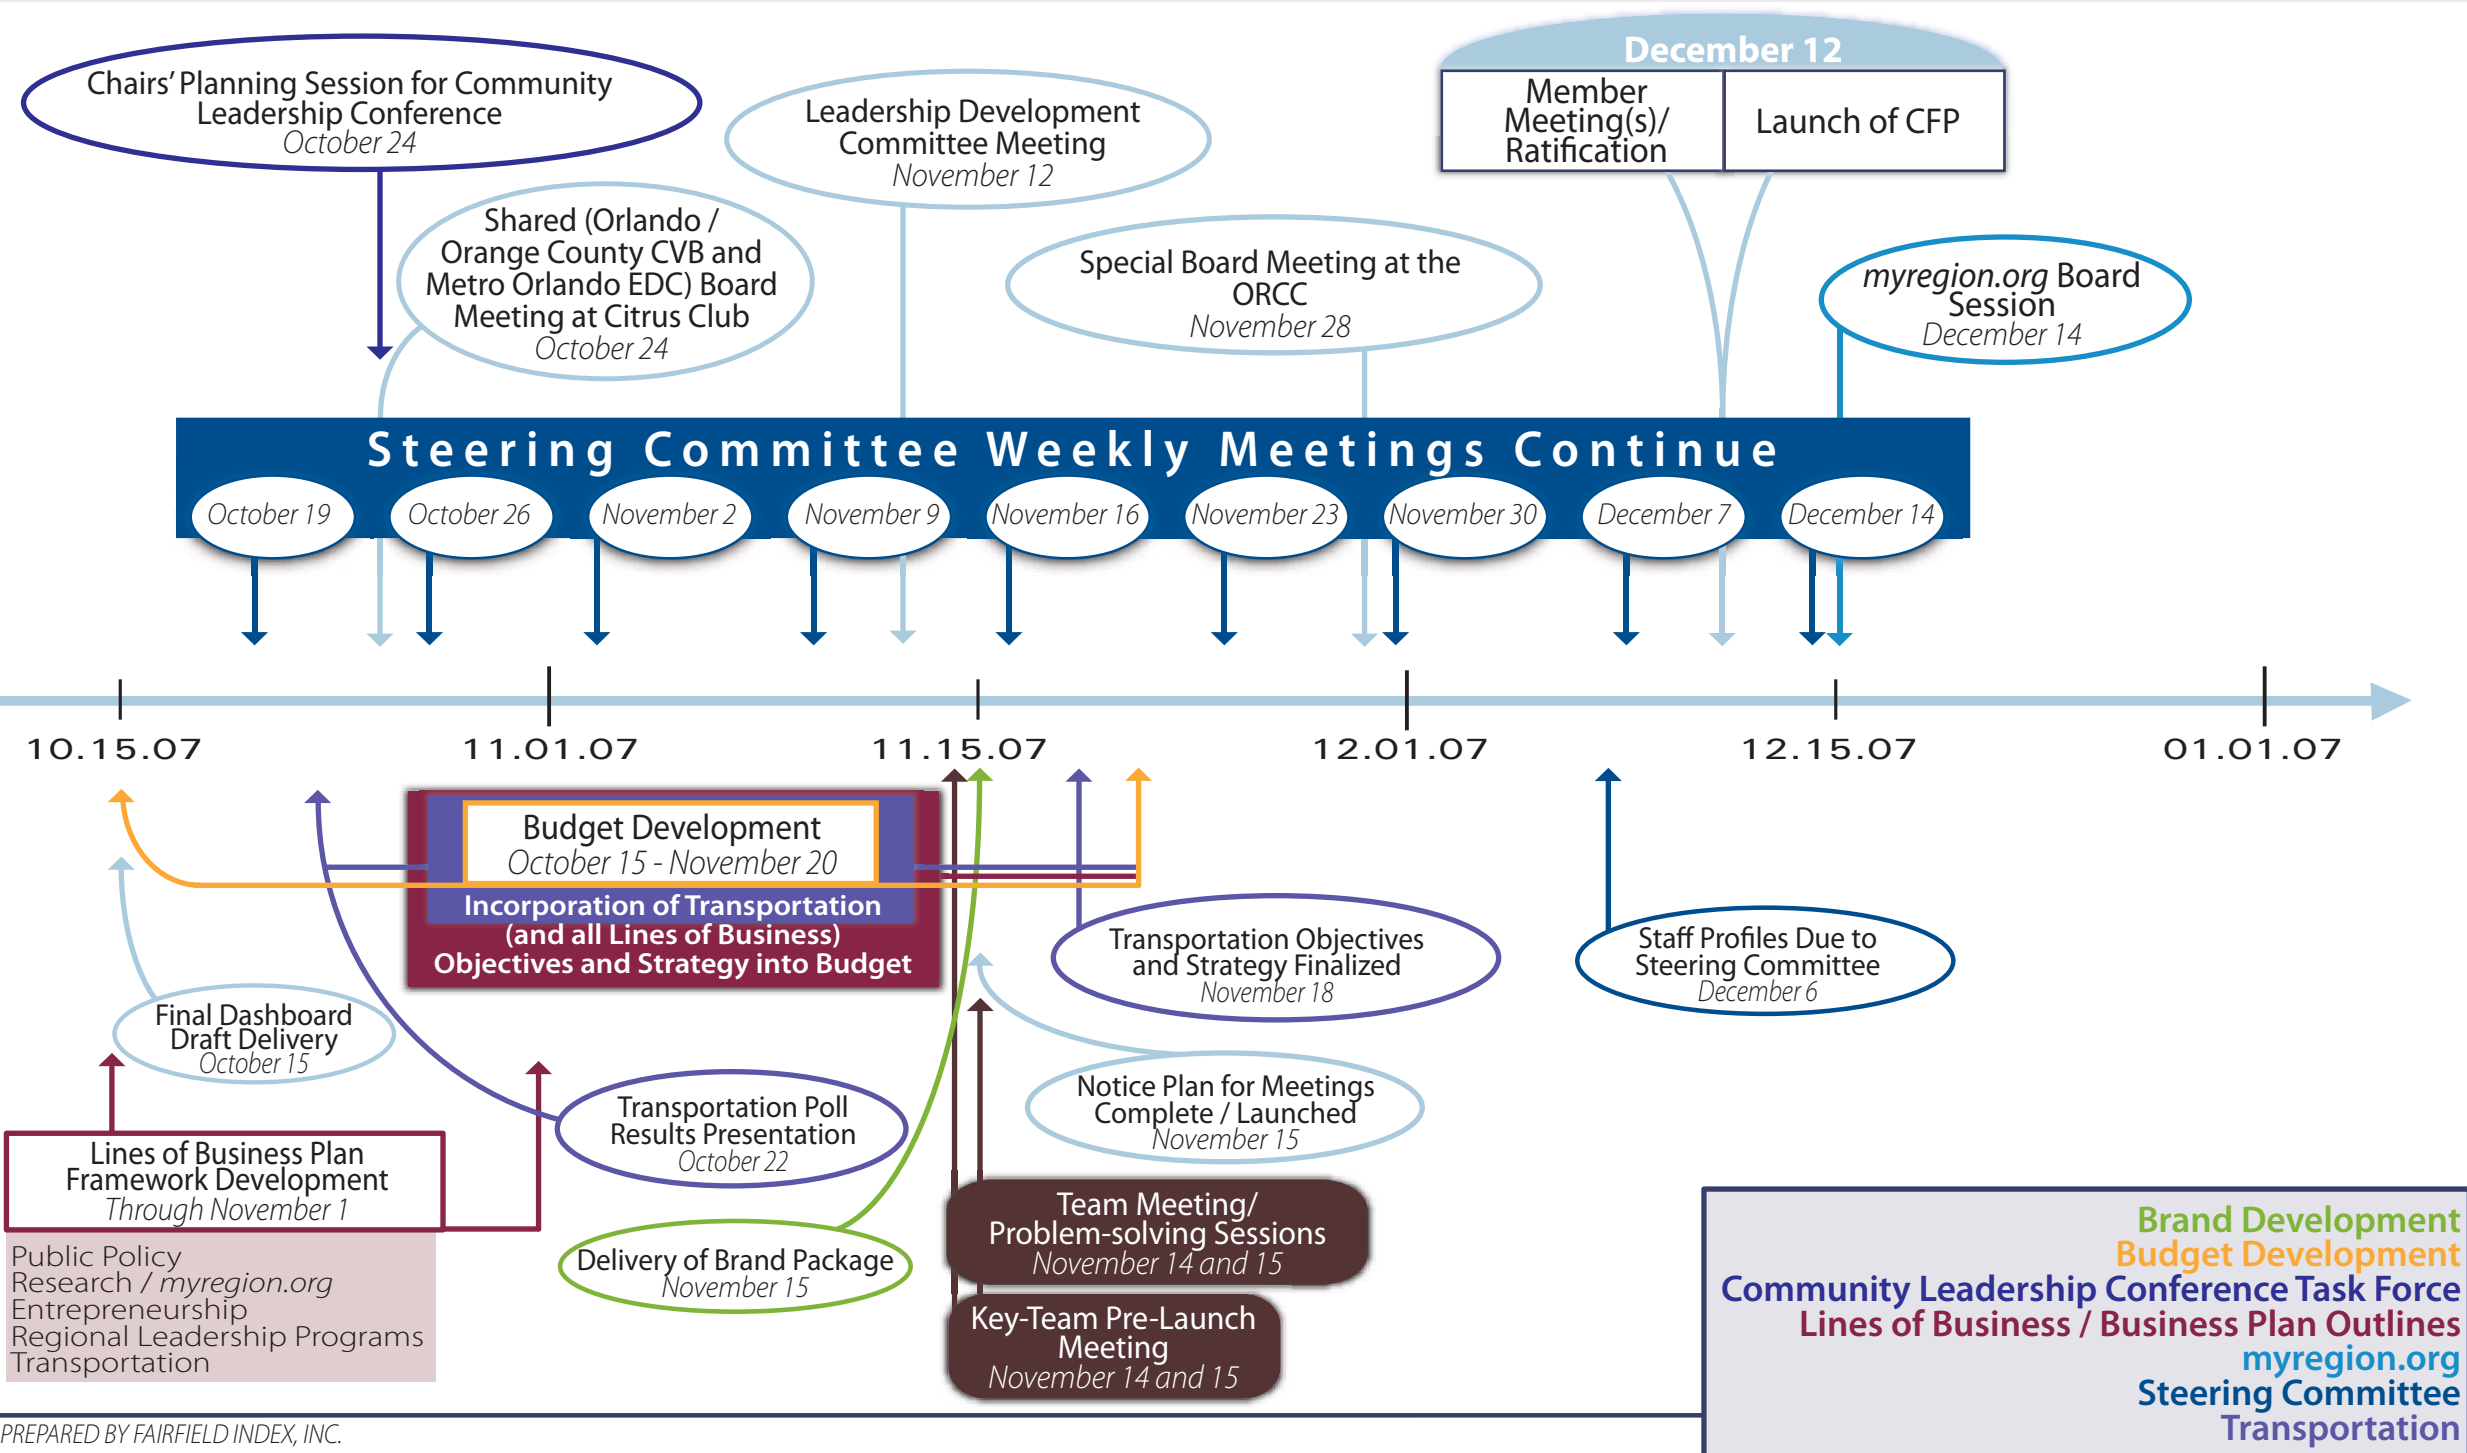 Chairs' Planning Session for Community
Leadership Conference
October 24
Shared (Orlando /
Orange County CVB and
Metro Orlando EDC) Board
Meeting at Citrus Club
October 24
Leadership Development
Committee Meeting
November 12
Special Board Meeting at the
ORCC
November 28
December 12
Member
Meeting(s)/
Ratification
Launch of CFP
myregion.org Board
Session
December 14
Steering Committee Weekly Meetings Continue
October 19
October 26
November 2
November 9
November 16
November 23
November 30
December 7
December 14
10.15.07
11.01.07
11.15.07
12.01.07
12.15.07
01.01.07
Budget Development
October 15 - November 20
Incorporation of Transportation
(and all Lines of Business)
Objectives and Strategy into Budget
Final Dashboard
Draft Delivery
October 15
Transportation Objectives
and Strategy Finalized
November 18
Staff Profiles Due to
Steering Committee
December 6
Lines of Business Plan
Framework Development
Through November 1
Public Policy
Research / myregion.org
Entrepreneurship
Regional Leadership Programs
Transportation
Transportation Poll
Results Presentation
October 22
Delivery of Brand Package
November 15
Notice Plan for Meetings
Complete / Launched
November 15
Team Meeting/
Problem-solving Sessions
November 14 and 15
Key-Team Pre-Launch
Meeting
November 14 and 15
Brand Development
Budget Development
Community Leadership Conference Task Force
Lines of Business / Business Plan Outlines
myregion.org
Steering Committee
Transportation
PREPARED BY FAIRFIELD INDEX, INC.